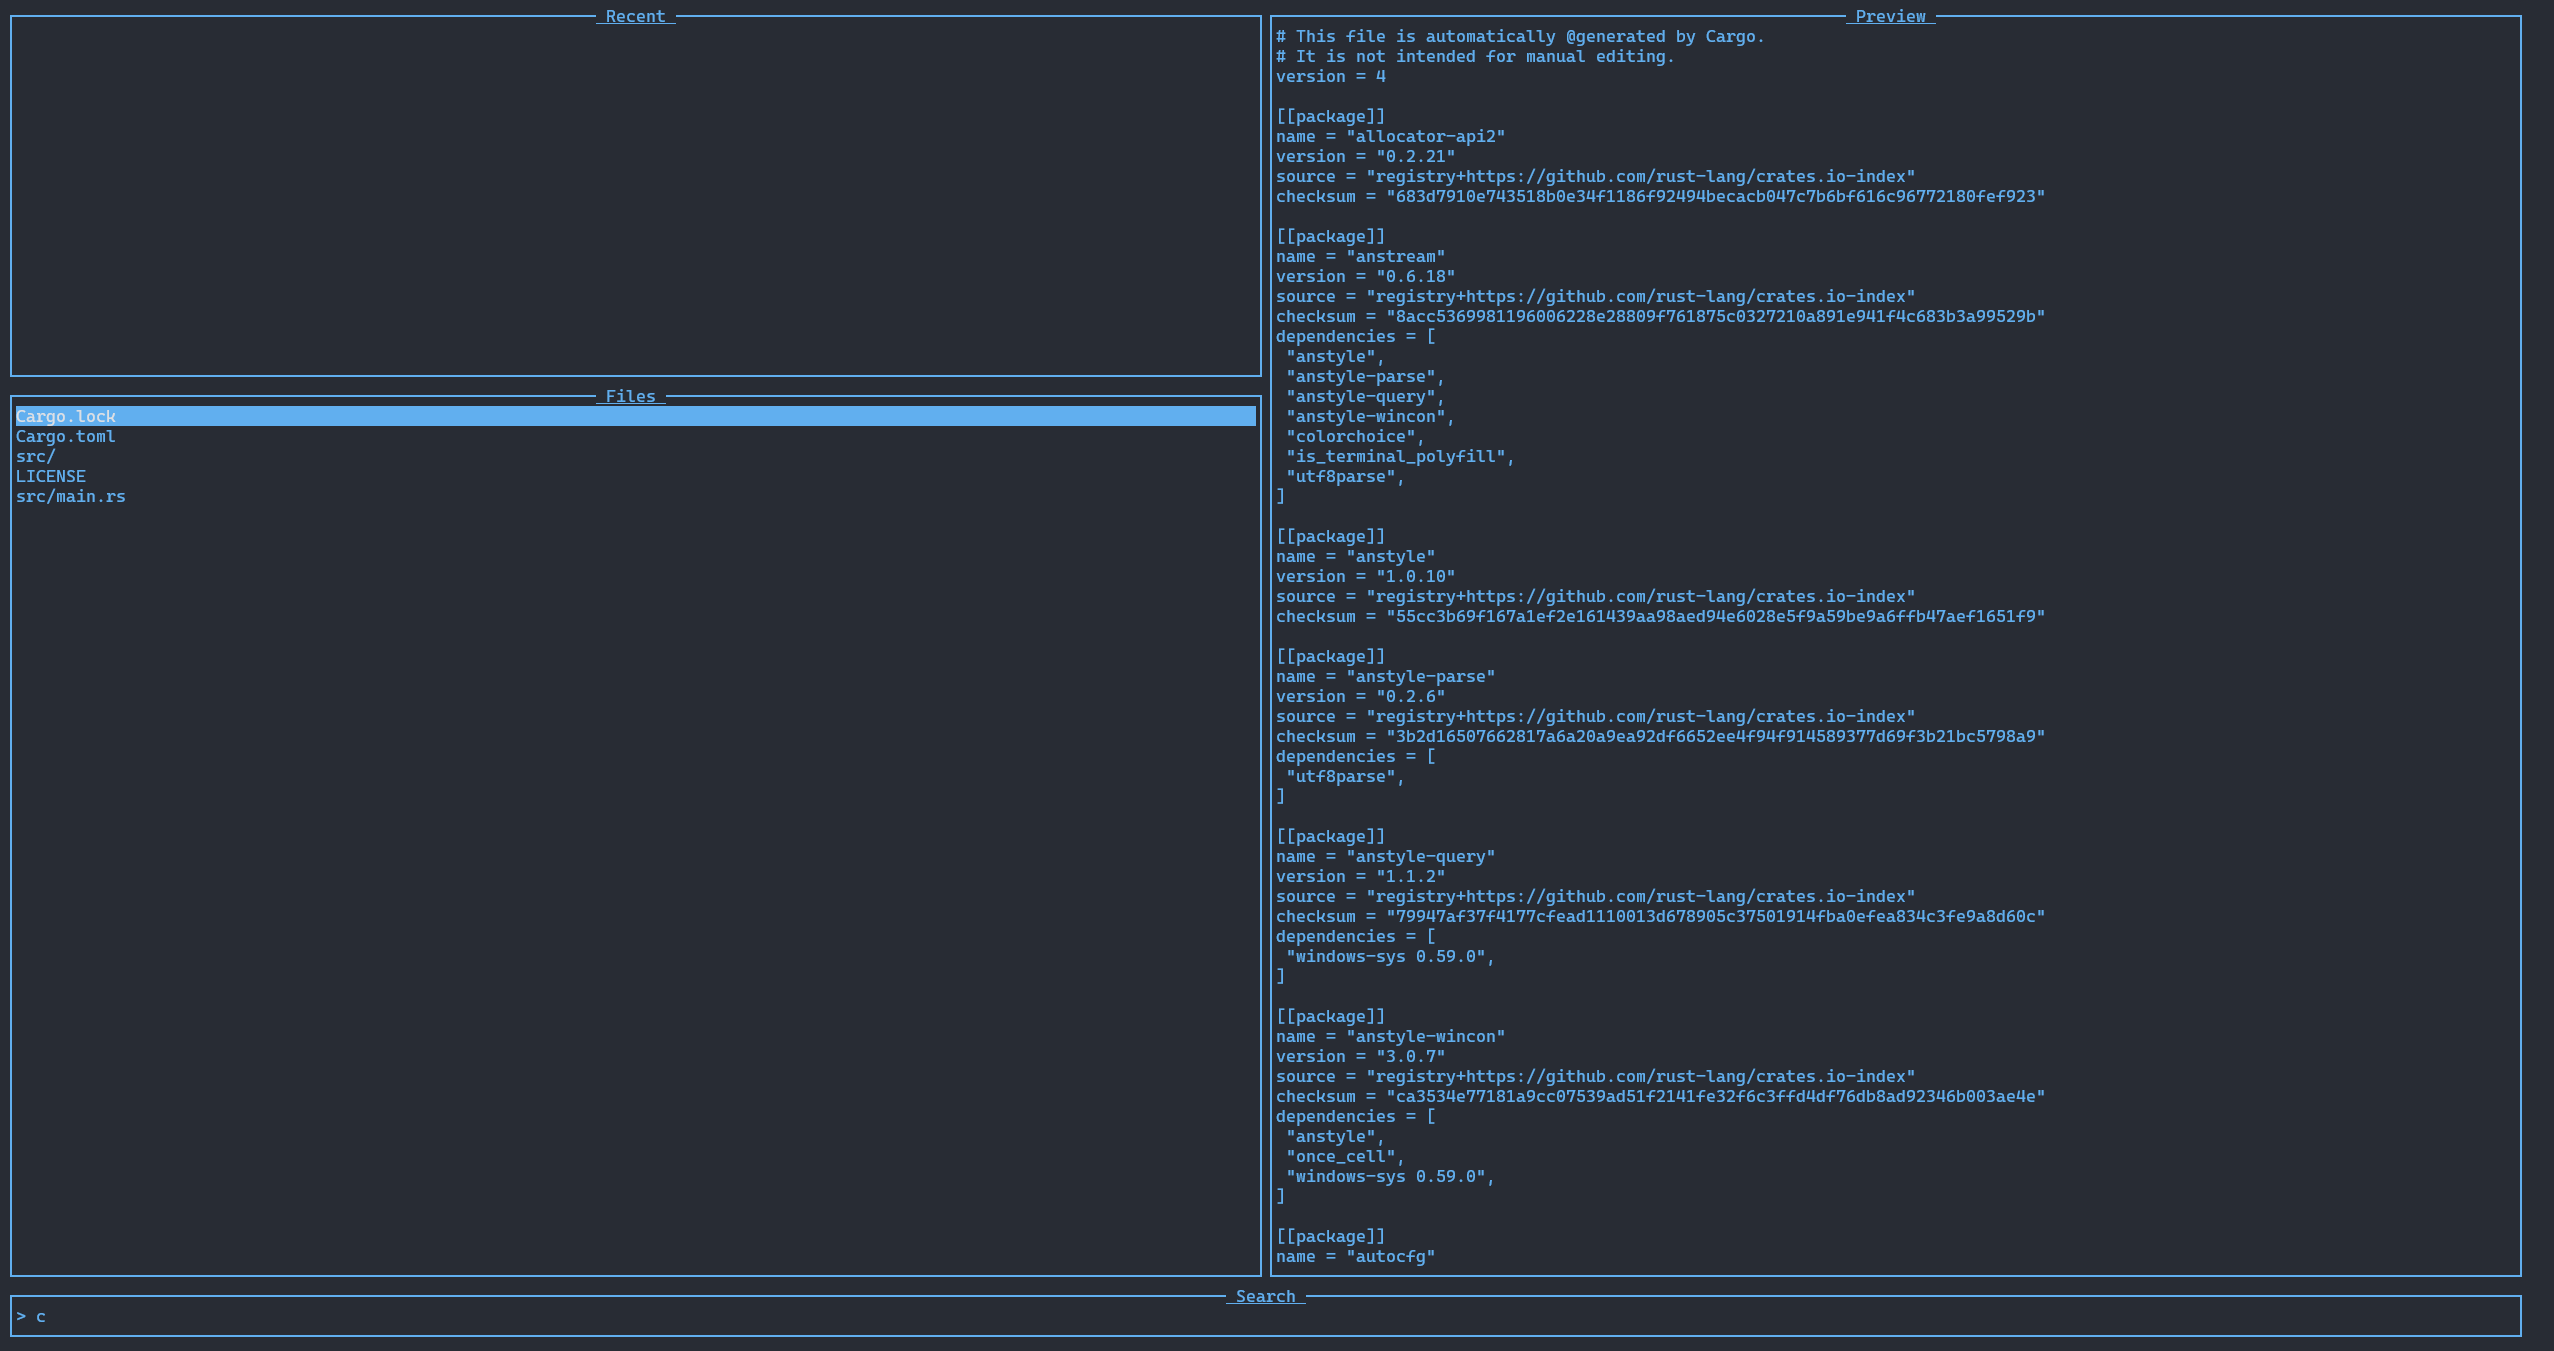 Recent
Files
Cargo.lock
Cargo.toml
src/
LICENSE
src/main.rs
Preview
# This file is automatically @generated by Cargo.
# It is not intended for manual editing.
version = 4

[[package]]
name = "allocator-api2"
version = "0.2.21"
source = "registry+https://github.com/rust-lang/crates.io-index"
checksum = "683d7910e743518b0e34f1186f92494becacb047c7b6bf616c96772180fef923"

[[package]]
name = "anstream"
version = "0.6.18"
source = "registry+https://github.com/rust-lang/crates.io-index"
checksum = "8acc5369981196006228e28809f761875c0327210a891e941f4c683b3a99529b"
dependencies = [
 "anstyle",
 "anstyle-parse",
 "anstyle-query",
 "anstyle-wincon",
 "colorchoice",
 "is_terminal_polyfill",
 "utf8parse",
]

[[package]]
name = "anstyle"
version = "1.0.10"
source = "registry+https://github.com/rust-lang/crates.io-index"
checksum = "55cc3b69f167a1ef2e161439aa98aed94e6028e5f9a59be9a6ffb47aef1651f9"

[[package]]
name = "anstyle-parse"
version = "0.2.6"
source = "registry+https://github.com/rust-lang/crates.io-index"
checksum = "3b2d16507662817a6a20a9ea92df6652ee4f94f914589377d69f3b21bc5798a9"
dependencies = [
 "utf8parse",
]

[[package]]
name = "anstyle-query"
version = "1.1.2"
source = "registry+https://github.com/rust-lang/crates.io-index"
checksum = "79947af37f4177cfead1110013d678905c37501914fba0efea834c3fe9a8d60c"
dependencies = [
 "windows-sys 0.59.0",
]

[[package]]
name = "anstyle-wincon"
version = "3.0.7"
source = "registry+https://github.com/rust-lang/crates.io-index"
checksum = "ca3534e77181a9cc07539ad51f2141fe32f6c3ffd4df76db8ad92346b003ae4e"
dependencies = [
 "anstyle",
 "once_cell",
 "windows-sys 0.59.0",
]

[[package]]
name = "autocfg"
Search
> c